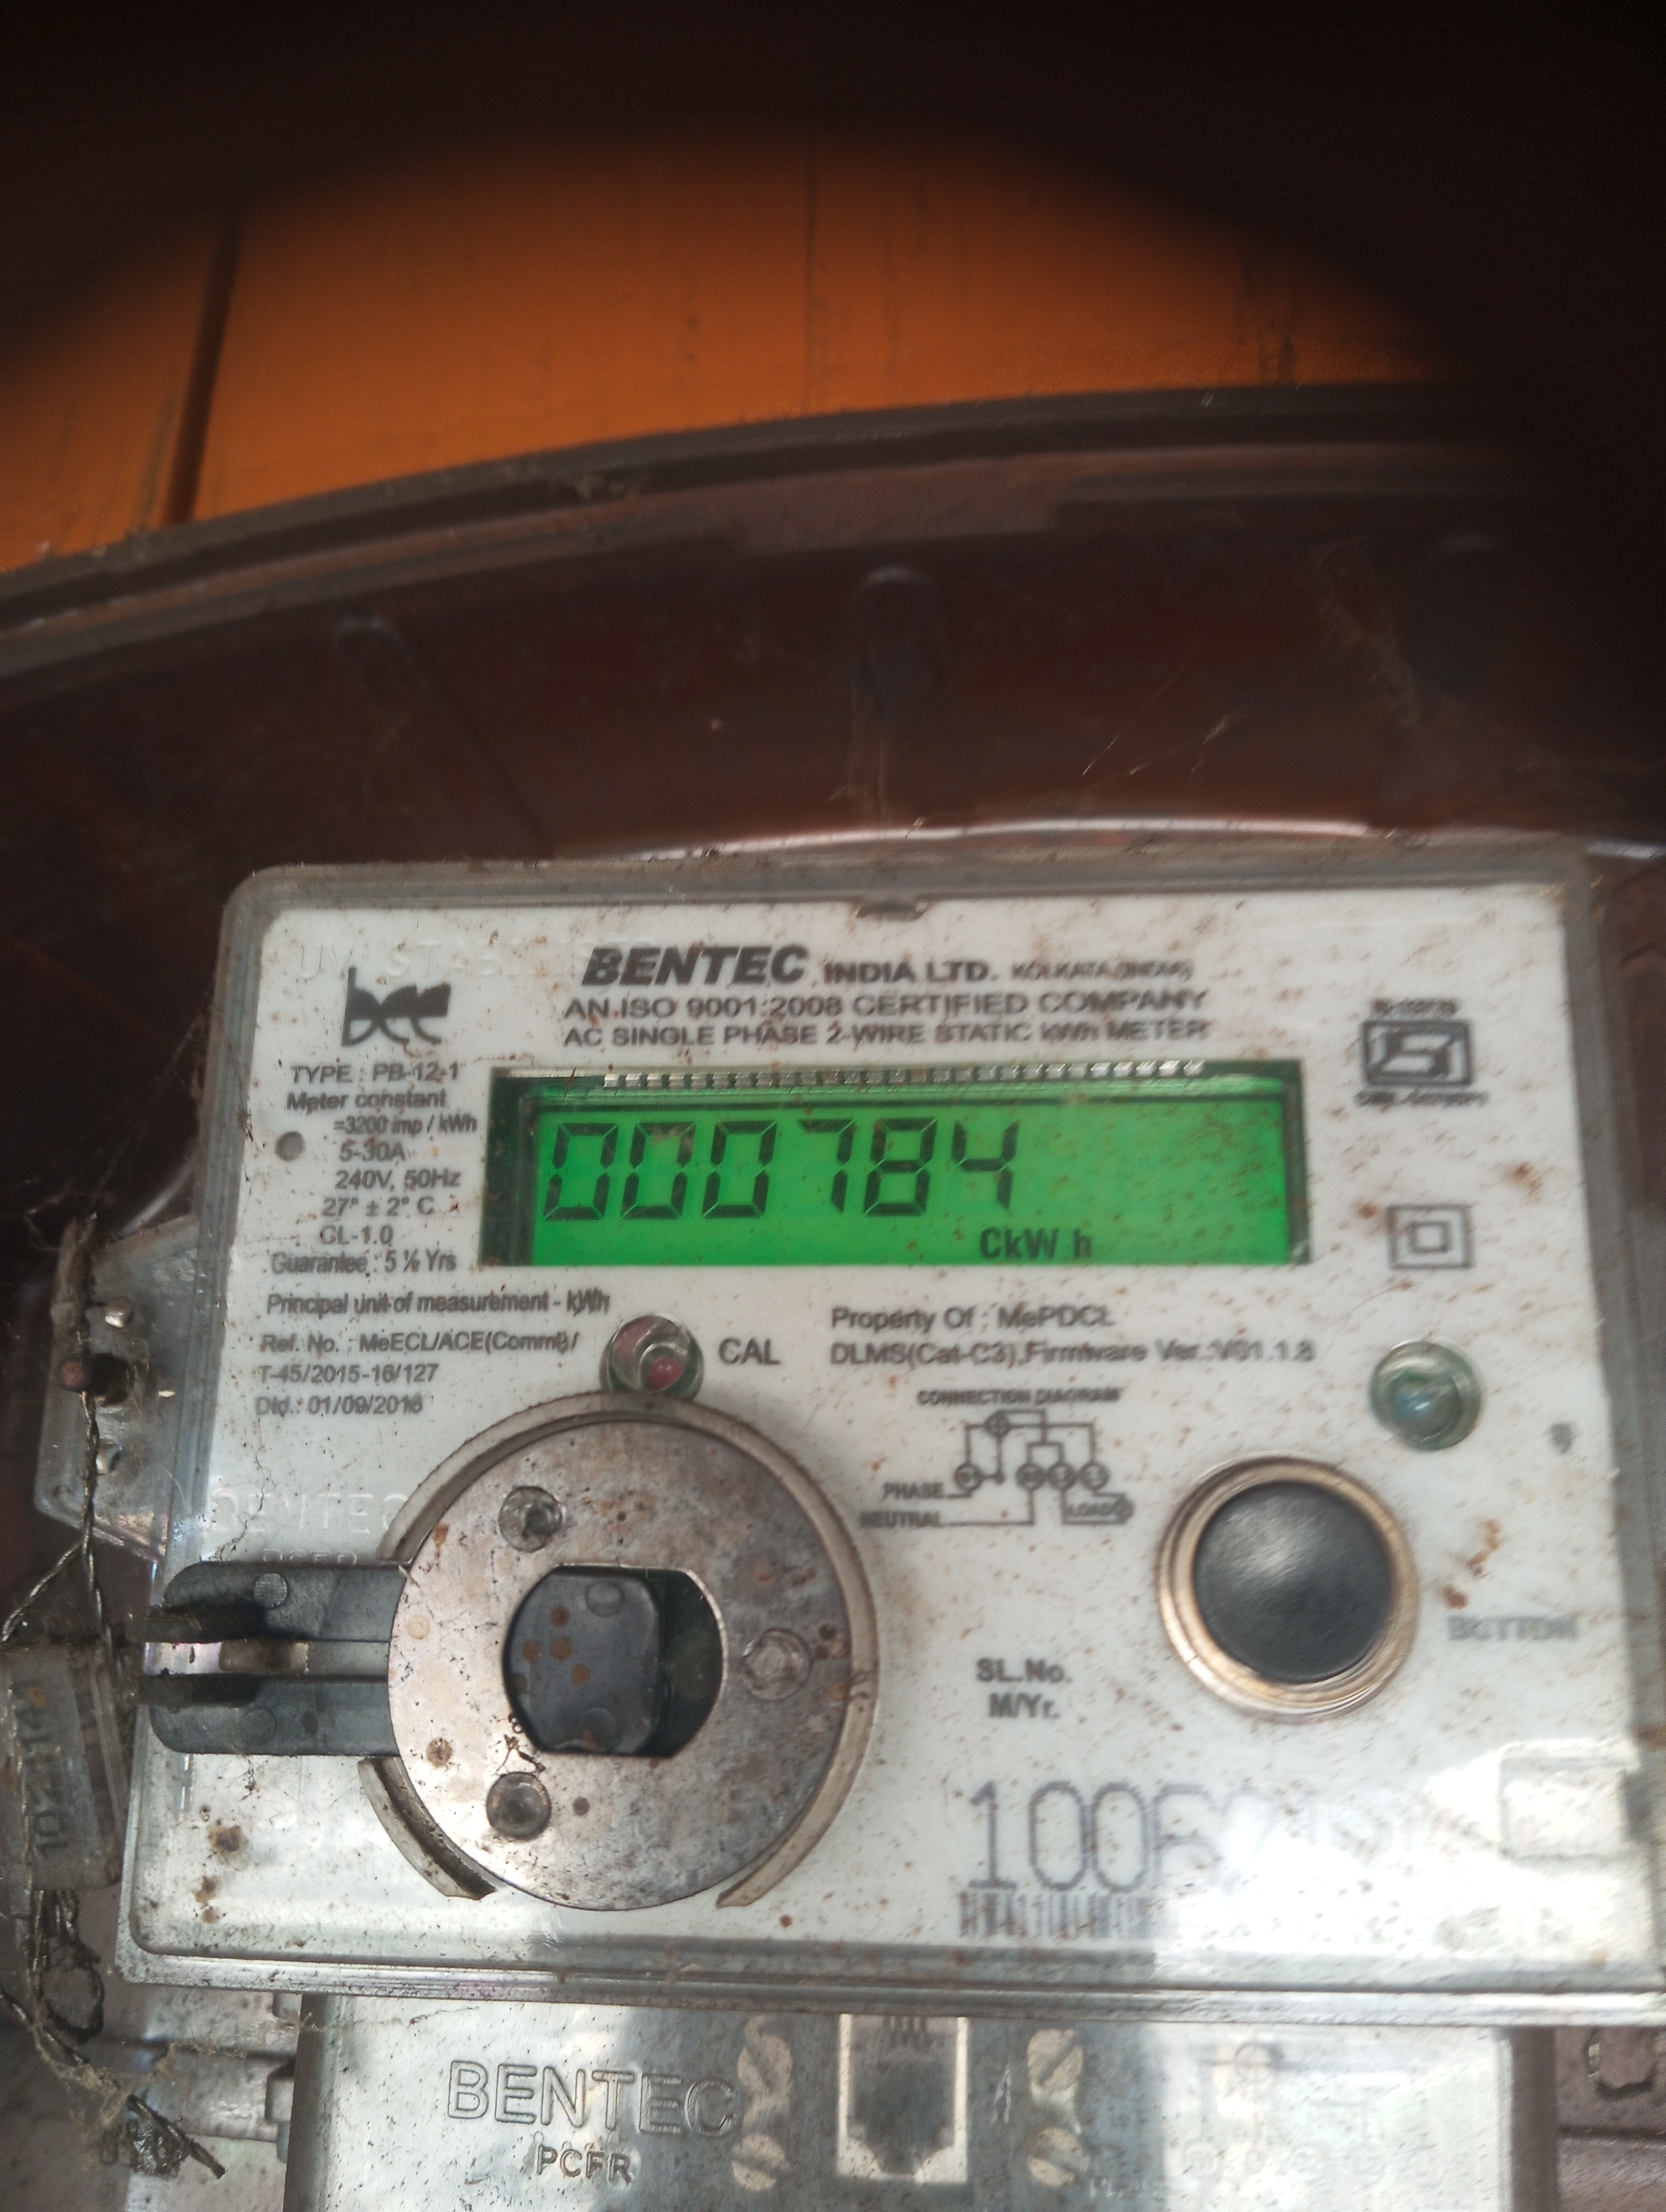 UV STAB
BENTEC INDIA LTD. KOLKATA (INDIA)
AN ISO 9001:2008 CERTIFIED COMPANY
AC SINGLE PHASE 2-WIRE STATIC kWh METER
bee
TYPE : PB-12-1
Meter constant
=3200 imp / kWh
5-30A
240V, 50Hz
27° ± 2° C
CL-1.0
Guarantee : 5 ½ Yrs
000784
CkW h
Principal unit of measurement - kWh
Ref. No. : MeECL/ACE(Comml)/
T-45/2015-16/127
Dtd.: 01/09/2016
CAL
Property Of : MePDCL
DLMS(Cat-C3),Firmware Ver.:V01.1.8
CONNECTION DIAGRAM
PHASE
NEUTRAL
LOAD
BENTEC
BUTTON
SL.No.
M/Yr.
BENTEC
PCFR